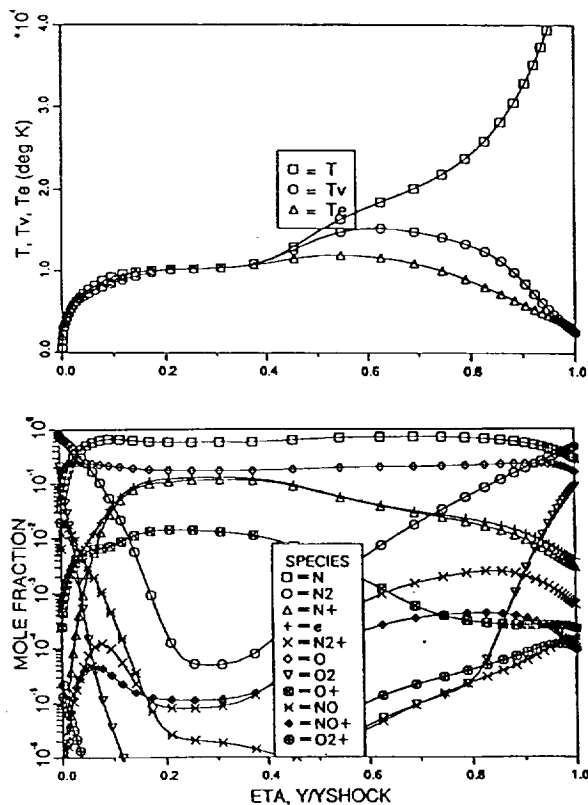 *10⁴
4.0
3.0
2.0
1.0
0.0
T, Tv, Te (deg K)
= T
= Tv
= Te
0.0 0.2 0.4 0.6 0.8 1.0
10⁰
10⁻¹
10⁻²
10⁻³
10⁻⁴
10⁻⁵
10⁻⁶
MOLE FRACTION
SPECIES
= N
= N2
= N+
= e
= N2+
= O
= O2
= O+
= NO
= NO+
= O2+
0.0 0.2 0.4 0.6 0.8 1.0
ETA, Y/YSHOCK